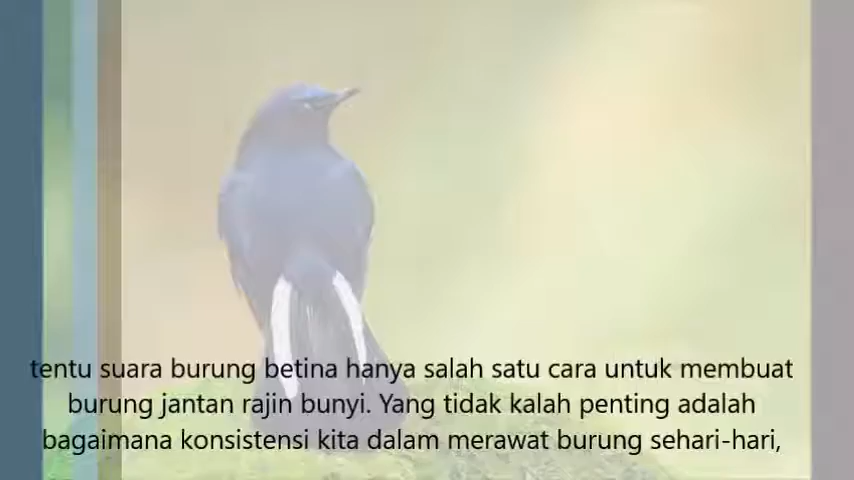 tentu suara burung betina hanya salah satu cara untuk membuat
burung jantan rajin bunyi. Yang tidak kalah penting adalah
bagaimana konsistensi kita dalam merawat burung sehari-hari,